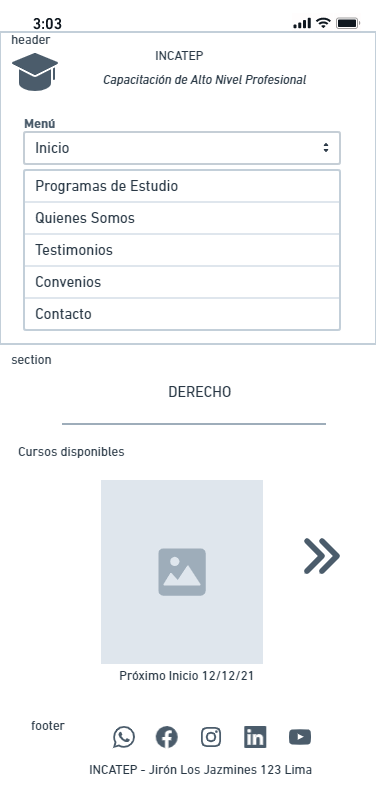 3:03
header
INCATEP
Capacitación de Alto Nivel Profesional
Menú
Inicio
Programas de Estudio
Quienes Somos
Testimonios
Convenios
Contacto
section
DERECHO
Cursos disponibles
Próximo Inicio 12/12/21
footer
INCATEP - Jirón Los Jazmines 123 Lima